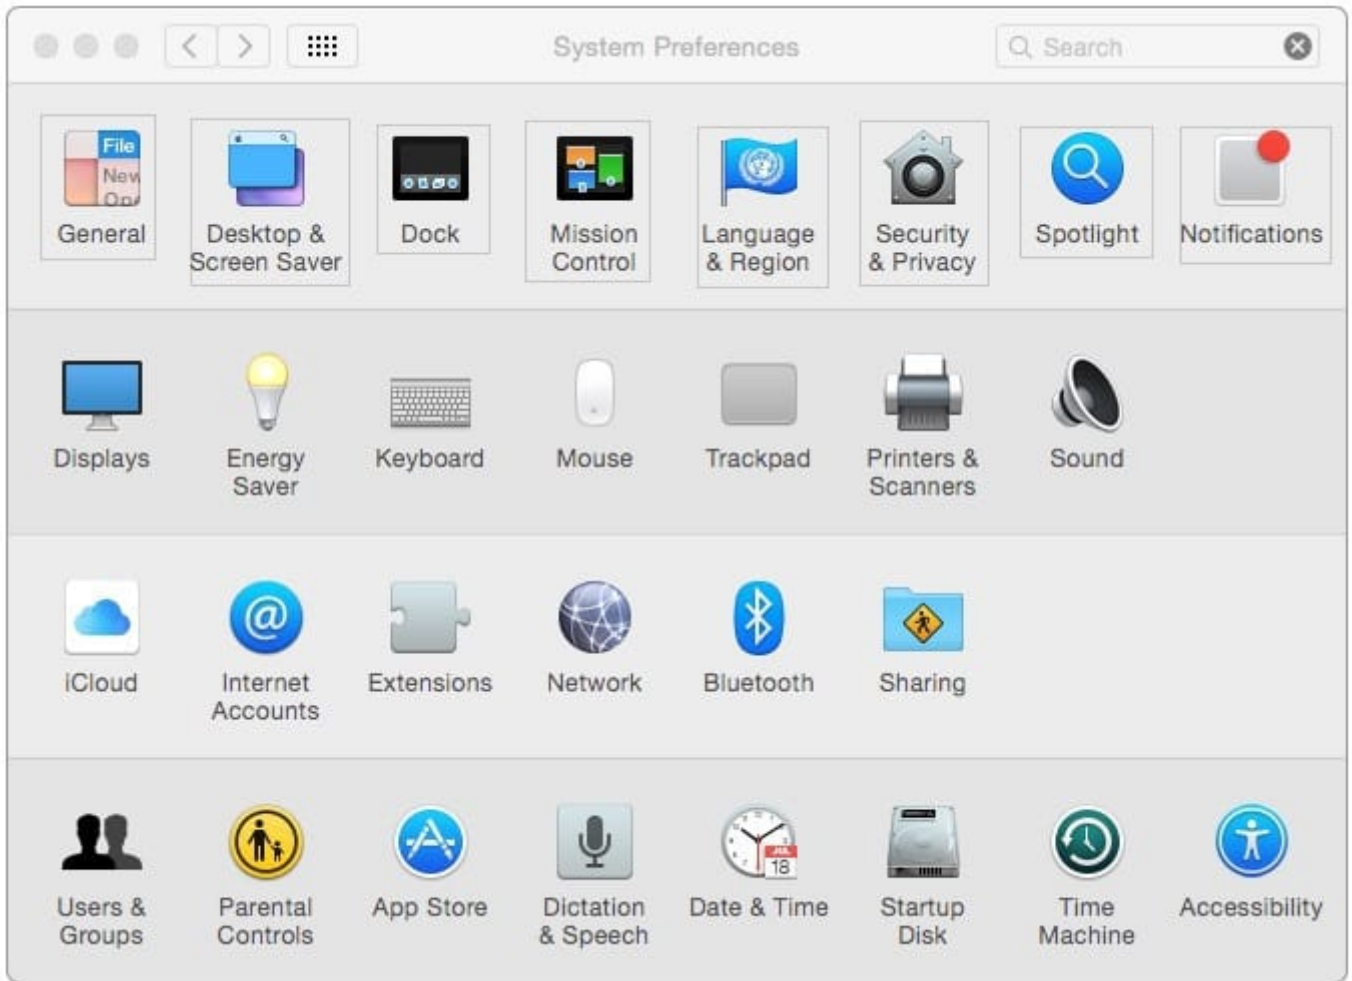 System Preferences
Search
File
New
General
Desktop &
Screen Saver
Dock
Mission
Control
Language
& Region
Security
& Privacy
Spotlight
Notifications
Displays
Energy
Saver
Keyboard
Mouse
Trackpad
Printers &
Scanners
Sound
iCloud
@
Internet
Accounts
Extensions
Network
Bluetooth
Sharing
JUL
18
Users &
Groups
Parental
Controls
App Store
Dictation
& Speech
Date & Time
Startup
Disk
Time
Machine
Accessibility